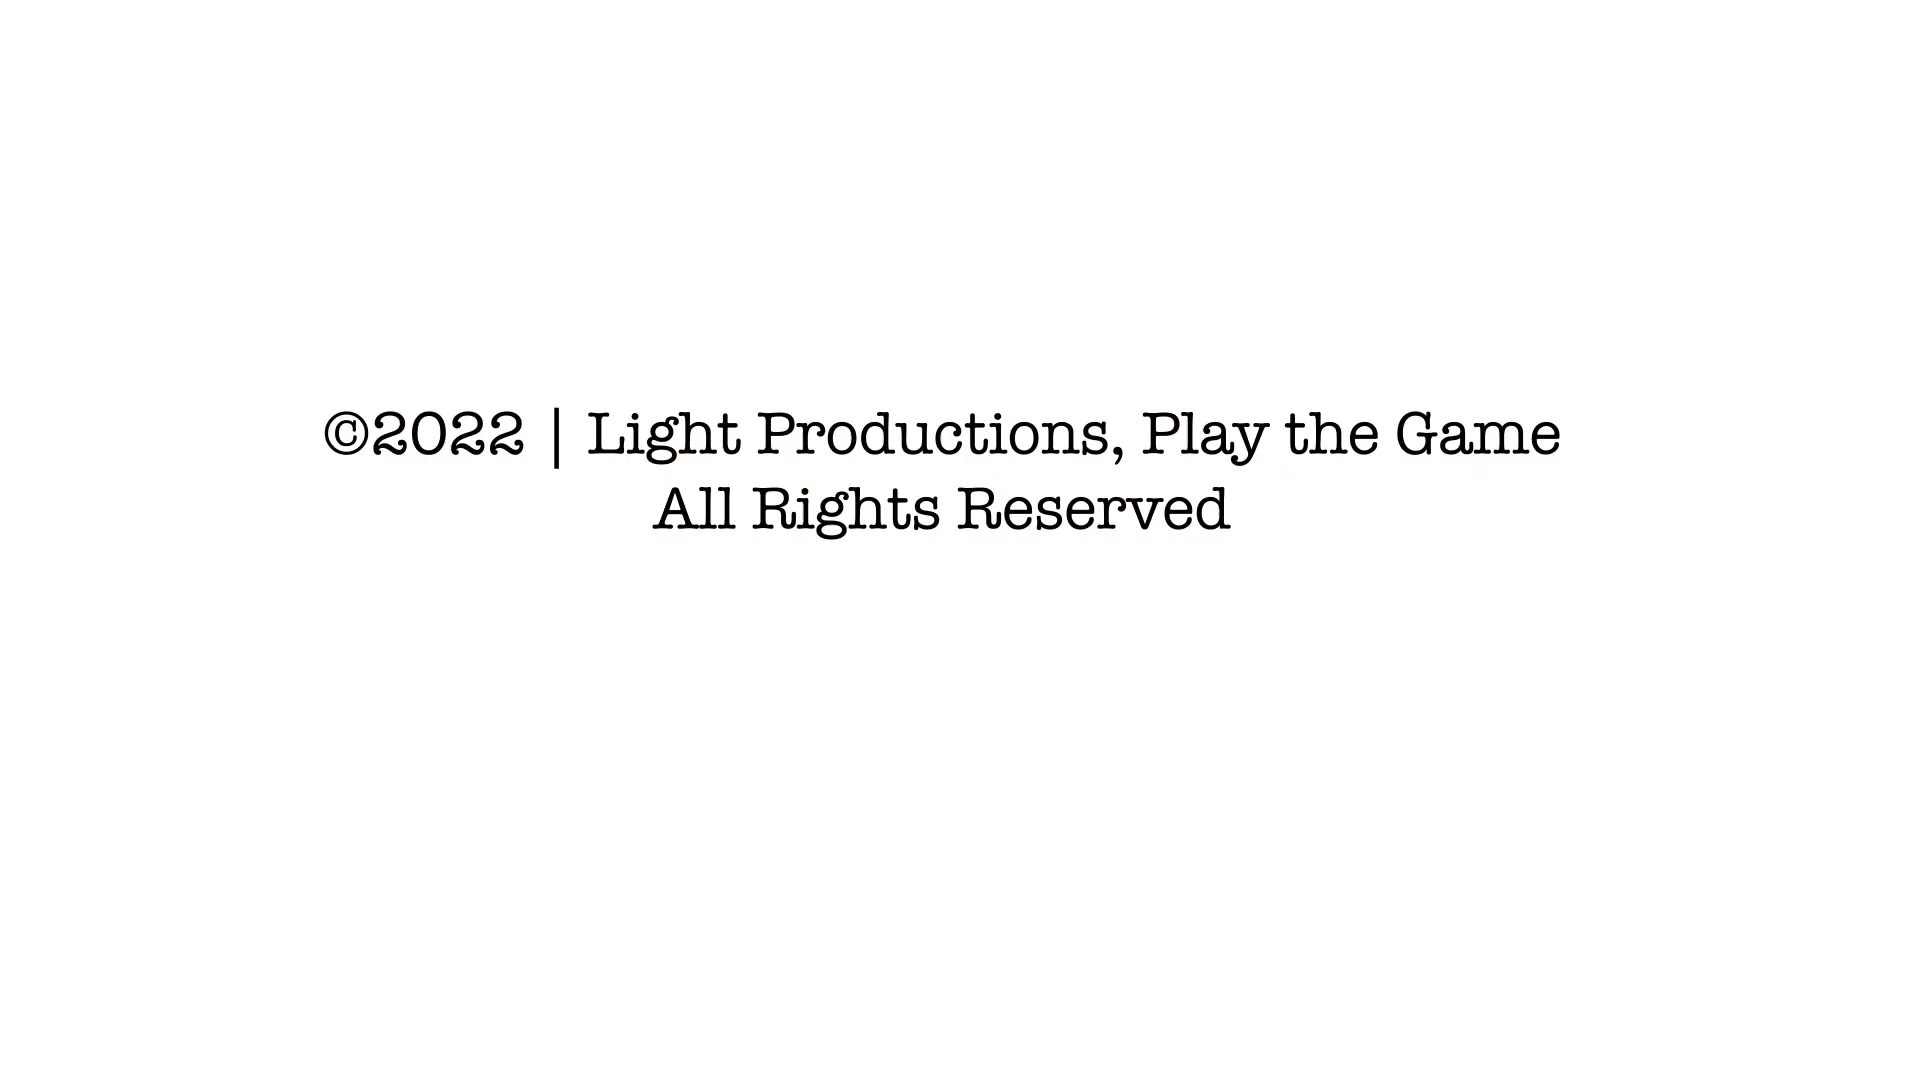 ©2022 | Light Productions, Play the Game
All Rights Reserved